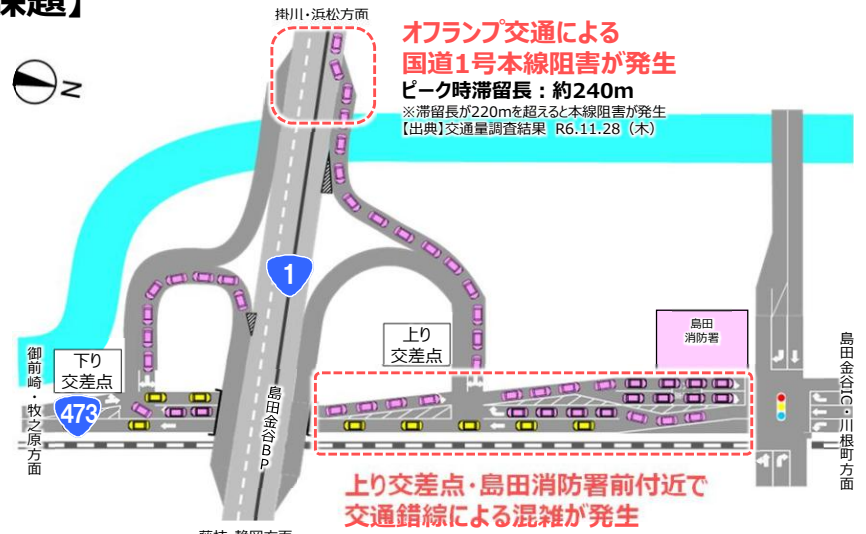 課題】
掛川・浜松方面
N
オフランプ交通による
国道1号本線阻害が発生
ピーク時滞留長：約240m
※滞留長が220mを超えると本線阻害が発生
【出典】交通量調査結果 R6.11.28（木）
1
島田
消防署
上り
交差点
下り
交差点
473
御前崎・牧之原方面
島田金谷BP
島田金谷IC・川根町方面
上り交差点・島田消防署前付近で
交通錯綜による混雑が発生